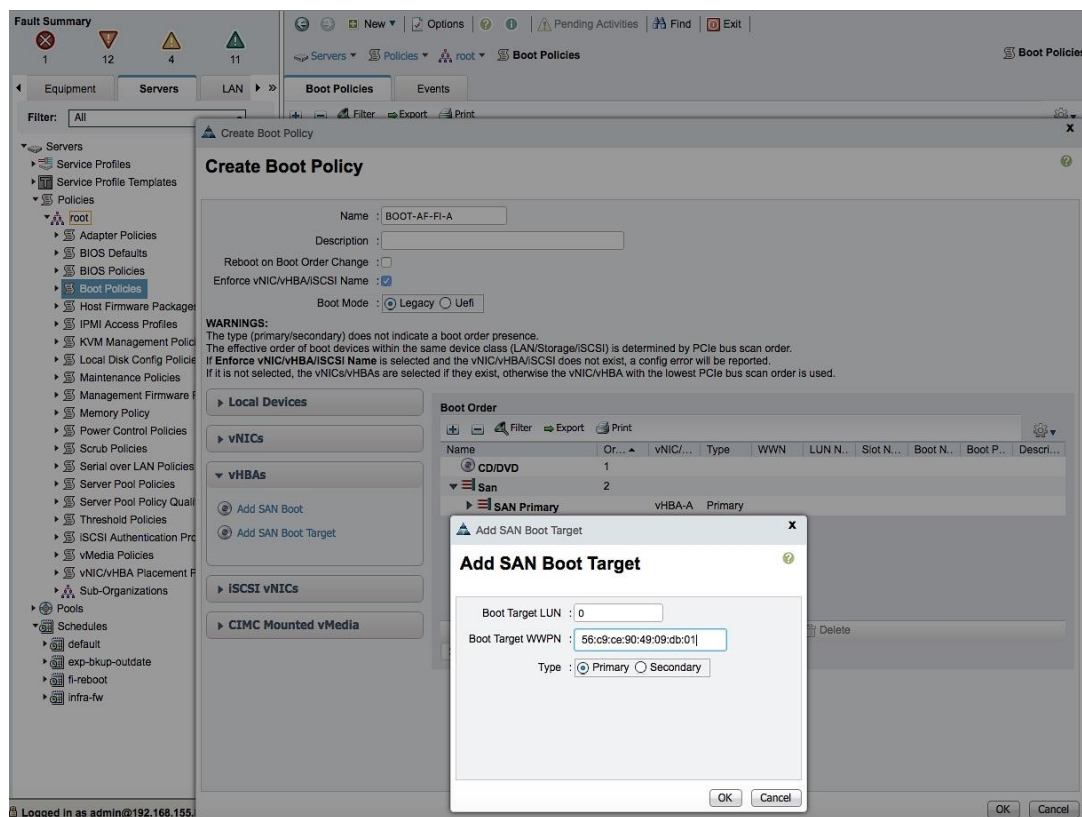 Fault Summary
1 12 4 11
New Options Pending Activities Find Exit
Servers Policies root Boot Policies
Boot Policies
Equipment Servers LAN
Boot Policies Events
Filter: All
Filter Export Print
Servers
Service Profiles
Service Profile Templates
Policies
root
Adapter Policies
BIOS Defaults
BIOS Policies
Boot Policies
Host Firmware Packages
IPMI Access Profiles
KVM Management Polic
Local Disk Config Policie
Maintenance Policies
Management Firmware
Memory Policy
Power Control Policies
Scrub Policies
Serial over LAN Policies
Server Pool Policies
Server Pool Policy Quali
Threshold Policies
iSCSI Authentication Pro
vMedia Policies
vNIC/vHBA Placement P
Sub-Organizations
Pools
Schedules
default
exp-bkup-outdate
fi-reboot
infra-fw
Logged in as admin@192.168.155.
Create Boot Policy
x
Create Boot Policy
Name : BOOT-AF-FI-A
Description :
Reboot on Boot Order Change :
Enforce vNIC/vHBA/iSCSI Name :
Boot Mode : Legacy Uefi
WARNINGS:
The type (primary/secondary) does not indicate a boot order presence.
The effective order of boot devices within the same device class (LAN/Storage/iSCSI) is determined by PCIe bus scan order.
If Enforce vNIC/vHBA/iSCSI Name is selected and the vNIC/vHBA/iSCSI does not exist, a config error will be reported.
If it is not selected, the vNICs/vHBAs are selected if they exist, otherwise the vNIC/vHBA with the lowest PCIe bus scan order is used.
Local Devices
vNICs
vHBAs
Add SAN Boot
Add SAN Boot Target
iSCSI vNICs
CIMC Mounted vMedia
Boot Order
Filter Export Print
Name Or... vNIC/... Type WWN LUN N... Slot N... Boot N... Boot P... Descri...
CD/DVD 1
San 2
SAN Primary vHBA-A Primary
Delete
Add SAN Boot Target
x
Add SAN Boot Target
Boot Target LUN : 0
Boot Target WWPN : 56:c9:ce:90:49:09:db:01
Type : Primary Secondary
OK Cancel
OK Cancel